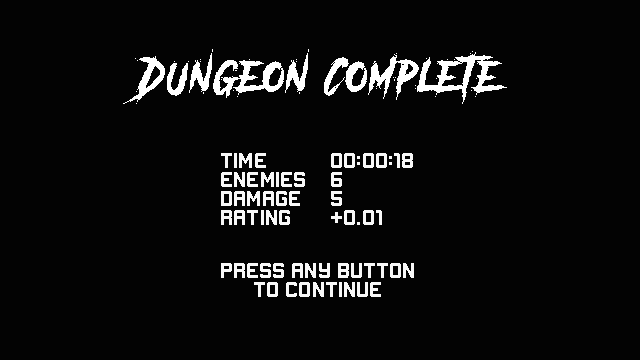 DUNGEON COMPLETE
TIME 00:00:18
ENEMIES 6
DAMAGE 5
RATING +0.01
PRESS ANY BUTTON
TO CONTINUE